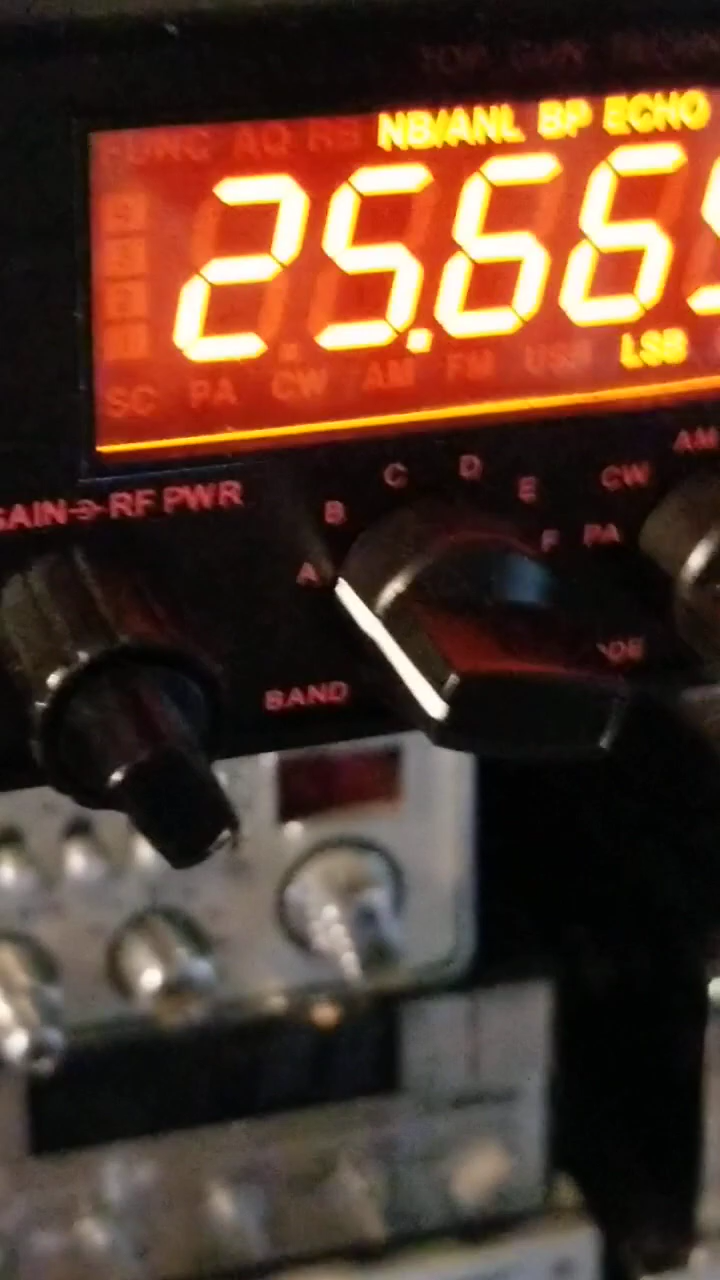 NB/ANL BP ECHO
FUNC AQ RB
25.665
SC PA CW AM FM USB LSB
RF PWR
A B C D E F
BAND
PA CW AM